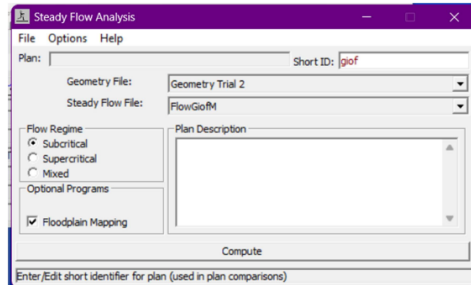 Steady Flow Analysis
File Options Help
Plan: Short ID: giof
Geometry File: Geometry Trial 2
Steady Flow File: FlowGiofM
Flow Regime
Subcritical
Supercritical
Mixed
Optional Programs
Floodplain Mapping
Plan Description
Compute
Enter/Edit short identifier for plan (used in plan comparisons)